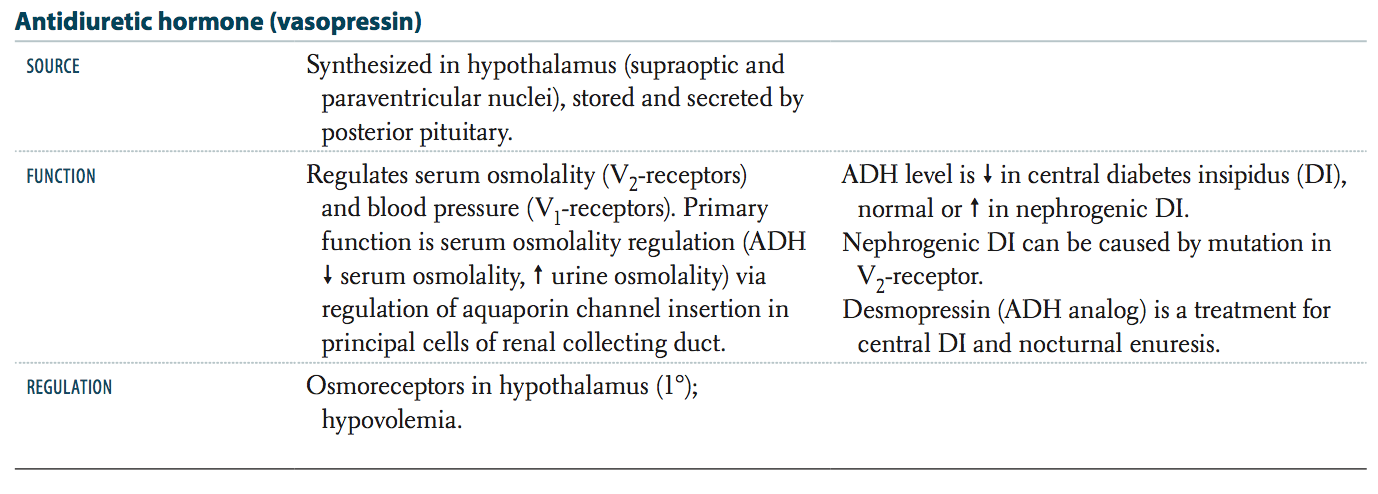 Antidiuretic hormone (vasopressin)
SOURCE
Synthesized in hypothalamus (supraoptic and
paraventricular nuclei), stored and secreted by
posterior pituitary.
FUNCTION
Regulates serum osmolality (V₂-receptors)
and blood pressure (V₁-receptors). Primary
function is serum osmolality regulation (ADH
↓ serum osmolality, ↑ urine osmolality) via
regulation of aquaporin channel insertion in
principal cells of renal collecting duct.
ADH level is ↓ in central diabetes insipidus (DI),
normal or ↑ in nephrogenic DI.
Nephrogenic DI can be caused by mutation in
V₂-receptor.
Desmopressin (ADH analog) is a treatment for
central DI and nocturnal enuresis.
REGULATION
Osmoreceptors in hypothalamus (1°);
hypovolemia.